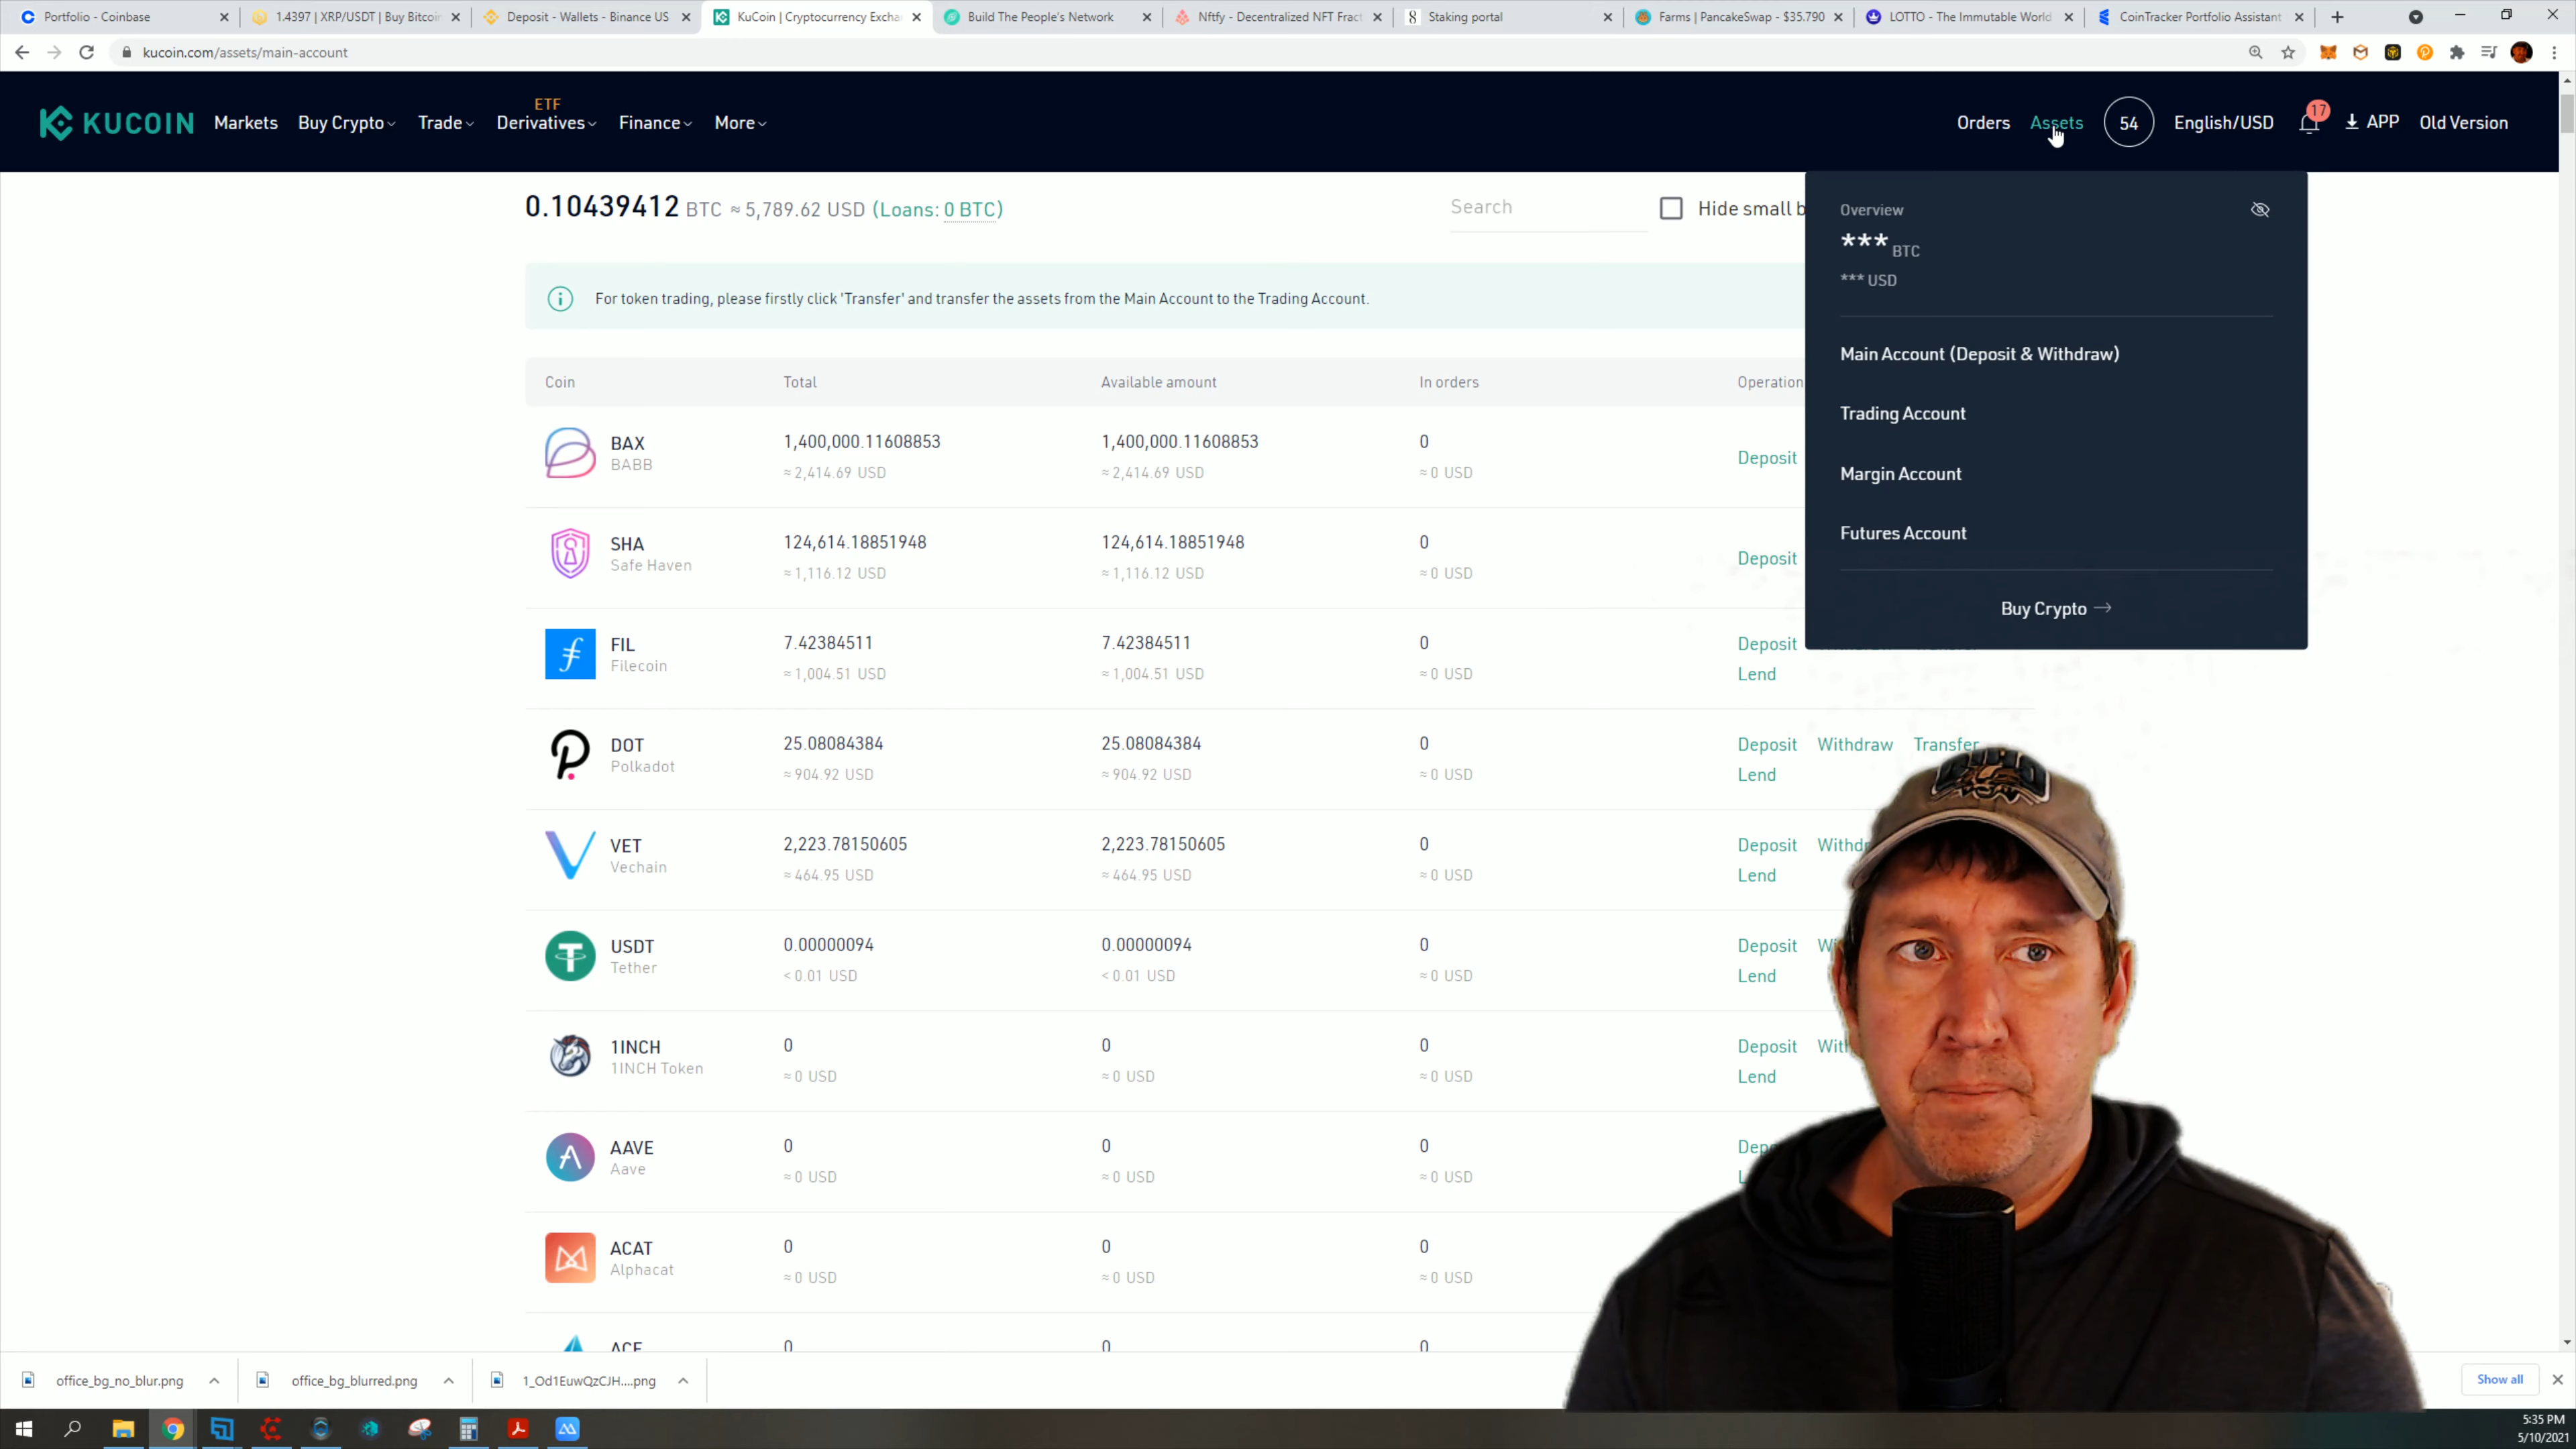 Portfolio - Coinbase
1.4397 | XRP/USDT | Buy Bitcoin
Deposit - Wallets - Binance US
KuCoin | Cryptocurrency Excha
Build The People's Network
Nftfy - Decentralized NFT Fract
Staking portal
Farms | PancakeSwap - $35.790
LOTTO - The Immutable World
CoinTracker Portfolio Assistant
kucoin.com/assets/main-account
KUCOIN
Markets
Buy Crypto
Trade
ETF
Derivatives
Finance
More
Orders
Assets
54
English/USD
17
APP
Old Version
0.10439412 BTC ≈ 5,789.62 USD (Loans: 0 BTC)
Search
Hide small b
Overview
*** BTC
*** USD
Main Account (Deposit & Withdraw)
Trading Account
Margin Account
Futures Account
Buy Crypto →
For token trading, please firstly click 'Transfer' and transfer the assets from the Main Account to the Trading Account.
Coin Total Available amount In orders Operation
BAX 1,400,000.11608853 1,400,000.11608853 0
BABB ≈ 2,414.69 USD ≈ 2,414.69 USD ≈ 0 USD
Deposit
SHA 124,614.18851948 124,614.18851948 0
Safe Haven ≈ 1,116.12 USD ≈ 1,116.12 USD ≈ 0 USD
Deposit
FIL 7.42384511 7.42384511 0 Deposit
Filecoin ≈ 1,004.51 USD ≈ 1,004.51 USD ≈ 0 USD Lend
DOT 25.08084384 25.08084384 0 Deposit Withdraw Transfer
Polkadot ≈ 904.92 USD ≈ 904.92 USD ≈ 0 USD Lend
VET 2,223.78150605 2,223.78150605 0 Deposit Withdr
Vechain ≈ 464.95 USD ≈ 464.95 USD ≈ 0 USD Lend
USDT 0.00000094 0.00000094 0 Deposit Wi
Tether < 0.01 USD < 0.01 USD ≈ 0 USD Lend
1INCH 0 0 0 Deposit Wit
1INCH Token ≈ 0 USD ≈ 0 USD ≈ 0 USD Lend
AAVE 0 0 0 Depo
Aave ≈ 0 USD ≈ 0 USD ≈ 0 USD L
ACAT 0 0 0
Alphacat ≈ 0 USD ≈ 0 USD ≈ 0 USD
ACE 0 0 0
office_bg_no_blur.png
office_bg_blurred.png
1_Od1EuwQzCJH....png
Show all
5:35 PM
5/10/2021